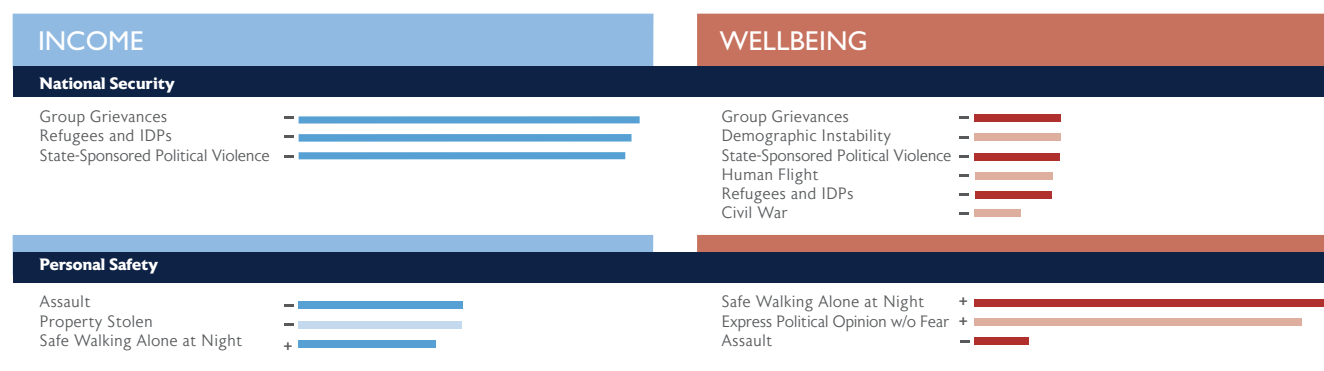 INCOME
WELLBEING
National Security
Group Grievances –
Refugees and IDPs –
State-Sponsored Political Violence –
Group Grievances –
Demographic Instability –
State-Sponsored Political Violence –
Human Flight –
Refugees and IDPs –
Civil War –
Personal Safety
Assault –
Property Stolen –
Safe Walking Alone at Night +
Safe Walking Alone at Night +
Express Political Opinion w/o Fear +
Assault –